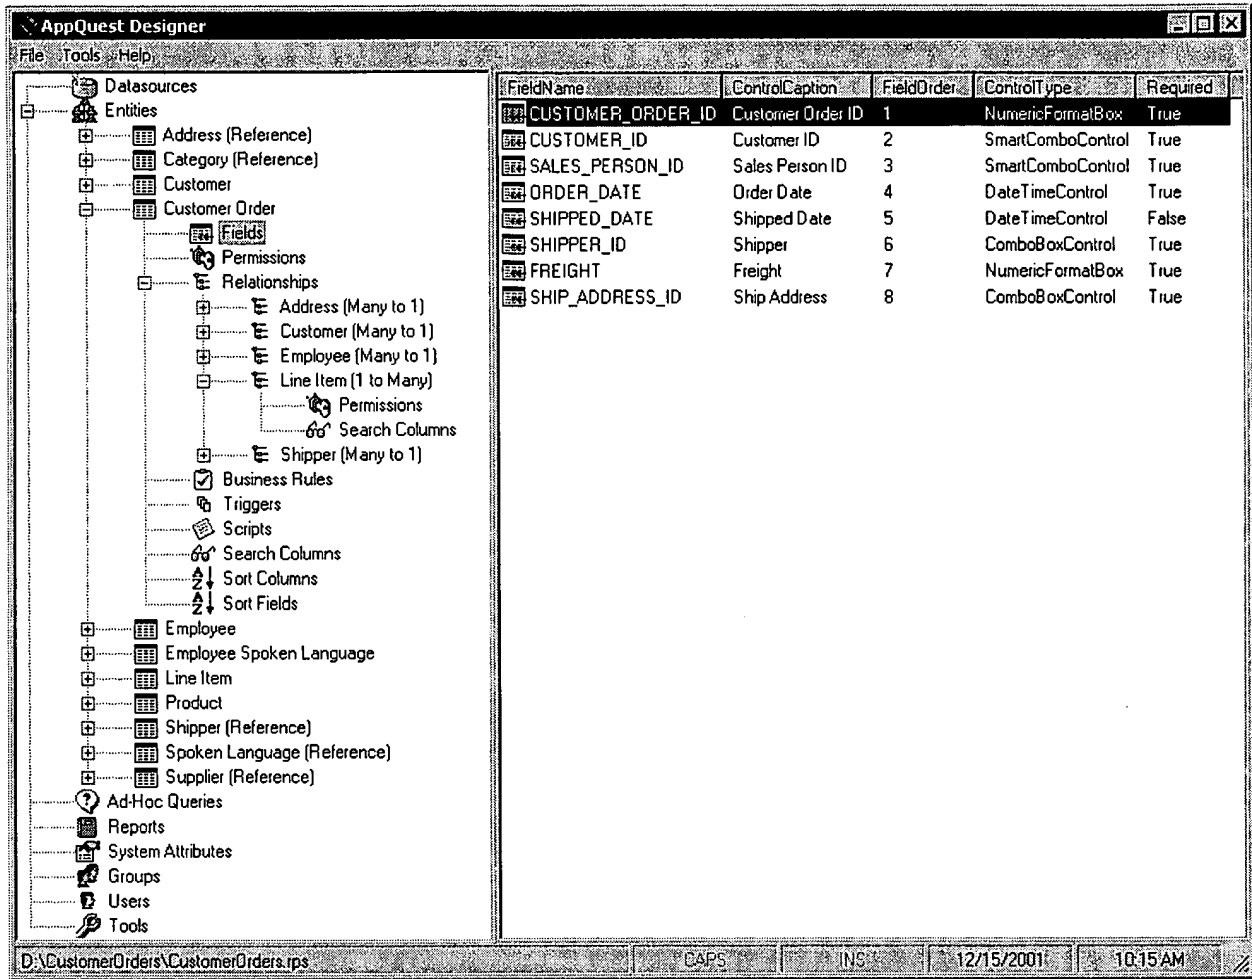 AppQuest Designer
File Tools Help
Datasources
Entities
Address (Reference)
Category (Reference)
Customer
Customer Order
Fields
Permissions
Relationships
Address (Many to 1)
Customer (Many to 1)
Employee (Many to 1)
Line Item (1 to Many)
Permissions
Search Columns
Shipper (Many to 1)
Business Rules
Triggers
Scripts
Search Columns
Sort Columns
Sort Fields
Employee
Employee Spoken Language
Line Item
Product
Shipper (Reference)
Spoken Language (Reference)
Supplier (Reference)
Ad-Hoc Queries
Reports
System Attributes
Groups
Users
Tools
FieldName ControlCaption FieldOrder ControlType Required
CUSTOMER_ORDER_ID Customer Order ID 1 NumericFormatBox True
CUSTOMER_ID Customer ID 2 SmartComboControl True
SALES_PERSON_ID Sales Person ID 3 SmartComboControl True
ORDER_DATE Order Date 4 DateTimeControl True
SHIPPED_DATE Shipped Date 5 DateTimeControl False
SHIPPER_ID Shipper 6 ComboBoxControl True
FREIGHT Freight 7 NumericFormatBox True
SHIP_ADDRESS_ID Ship Address 8 ComboBoxControl True
D:\CustomerOrders\CustomerOrders.rps CAPS INS 12/15/2001 10:15 AM